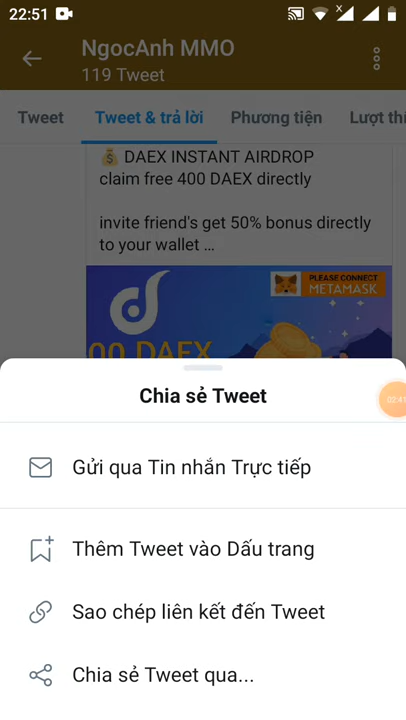 22:51
NgocAnh MMO
119 Tweet
Tweet
Tweet & trả lời
Phương tiện
Lượt thí
💰 DAEX INSTANT AIRDROP
claim free 400 DAEX directly
invite friend's get 50% bonus directly
to your wallet ...
PLEASE CONNECT
METAMASK
00 DAEX
Chia sẻ Tweet
Gửi qua Tin nhắn Trực tiếp
Thêm Tweet vào Dấu trang
Sao chép liên kết đến Tweet
Chia sẻ Tweet qua...